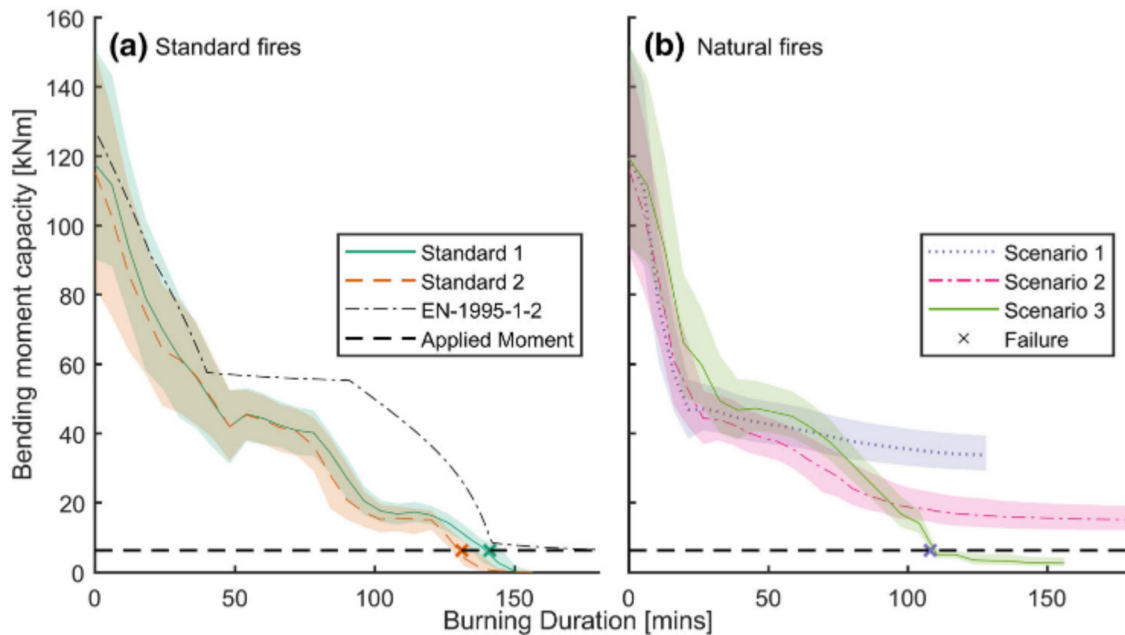 (a) Standard fires
(b) Natural fires
Bending moment capacity [kNm]
160
140
120
100
80
60
40
20
0
Standard 1
Standard 2
EN-1995-1-2
Applied Moment
Scenario 1
Scenario 2
Scenario 3
Failure
0 50 100 150
0 50 100 150
Burning Duration [mins]